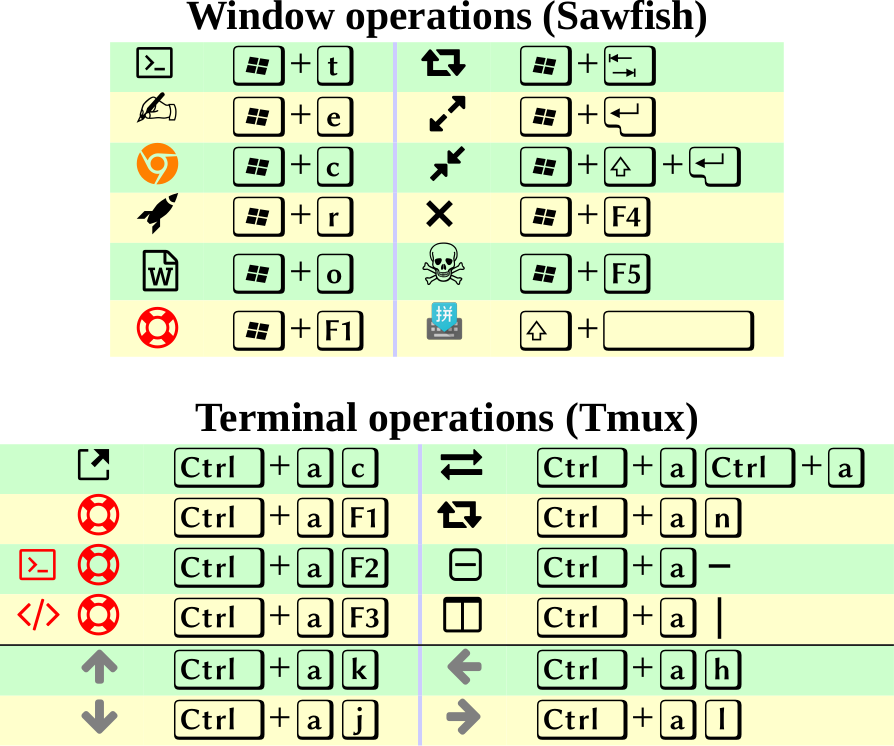 Window operations (Sawfish)
>_ + t +
+ e +
+ c + +
+ r + F4
W + o + F5
+ F1 拼 +
Terminal operations (Tmux)
Ctrl + a c Ctrl + a Ctrl + a
Ctrl + a F1 Ctrl + a n
>_ Ctrl + a F2 Ctrl + a –
</> Ctrl + a F3 Ctrl + a |
Ctrl + a k Ctrl + a h
Ctrl + a j Ctrl + a l